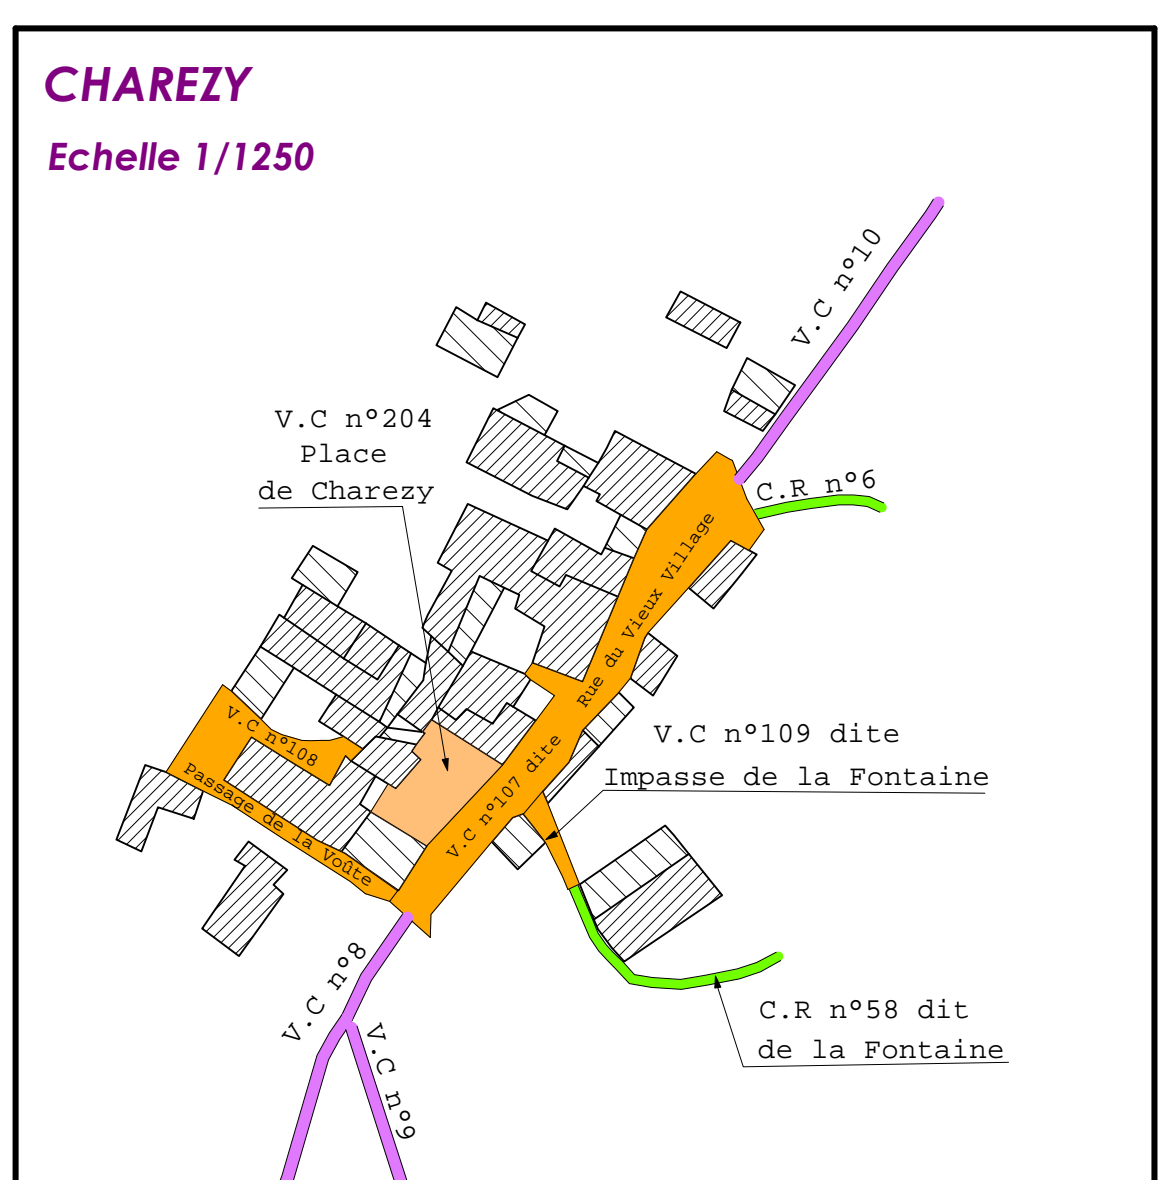 CHAREZY
Echelle 1/1250
V.C n°10
V.C n°204
Place
de Charezy
C.R n°6
Rue du Vieux Village
V.C n°107 dite
V.C n°109 dite
Impasse de la Fontaine
V.C n°108
Passage de la Voûte
V.C n°8
V.C n°9
C.R n°58 dit
de la Fontaine